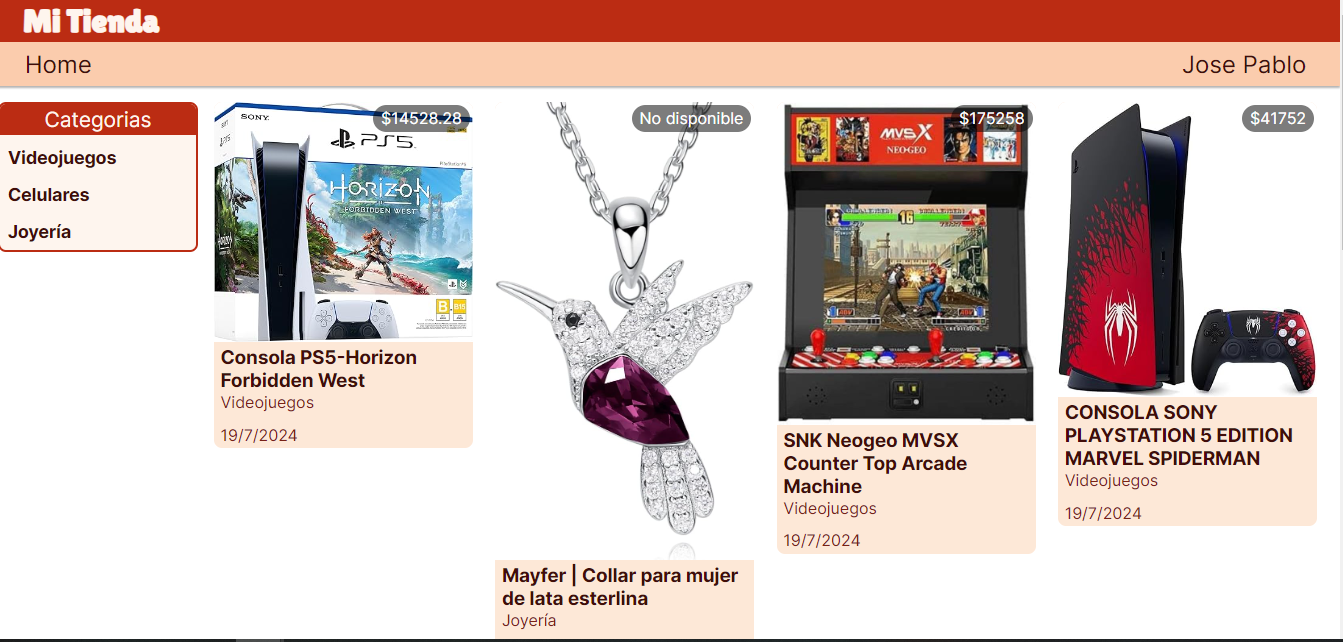 Mi Tienda
Home
Jose Pablo
Categorias
Videojuegos
Celulares
Joyería
$14528.28
SONY
PS5
HORIZON
FORBIDDEN WEST
Consola PS5-Horizon
Forbidden West
Videojuegos
19/7/2024
No disponible
Mayfer | Collar para mujer
de lata esterlina
Joyería
$175258
MVSX
NEO·GEO
16
SNK Neogeo MVSX
Counter Top Arcade
Machine
Videojuegos
19/7/2024
$41752
CONSOLA SONY
PLAYSTATION 5 EDITION
MARVEL SPIDERMAN
Videojuegos
19/7/2024